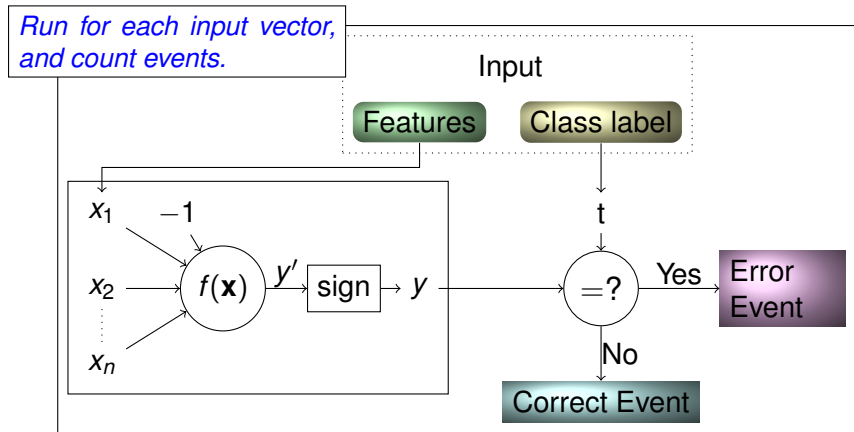 Run for each input vector,
and count events.
Input
Features
Class label
x₁
−1
t
x₂
f(x)
y′
sign
y
=?
Yes
Error
Event
xₙ
No
Correct Event